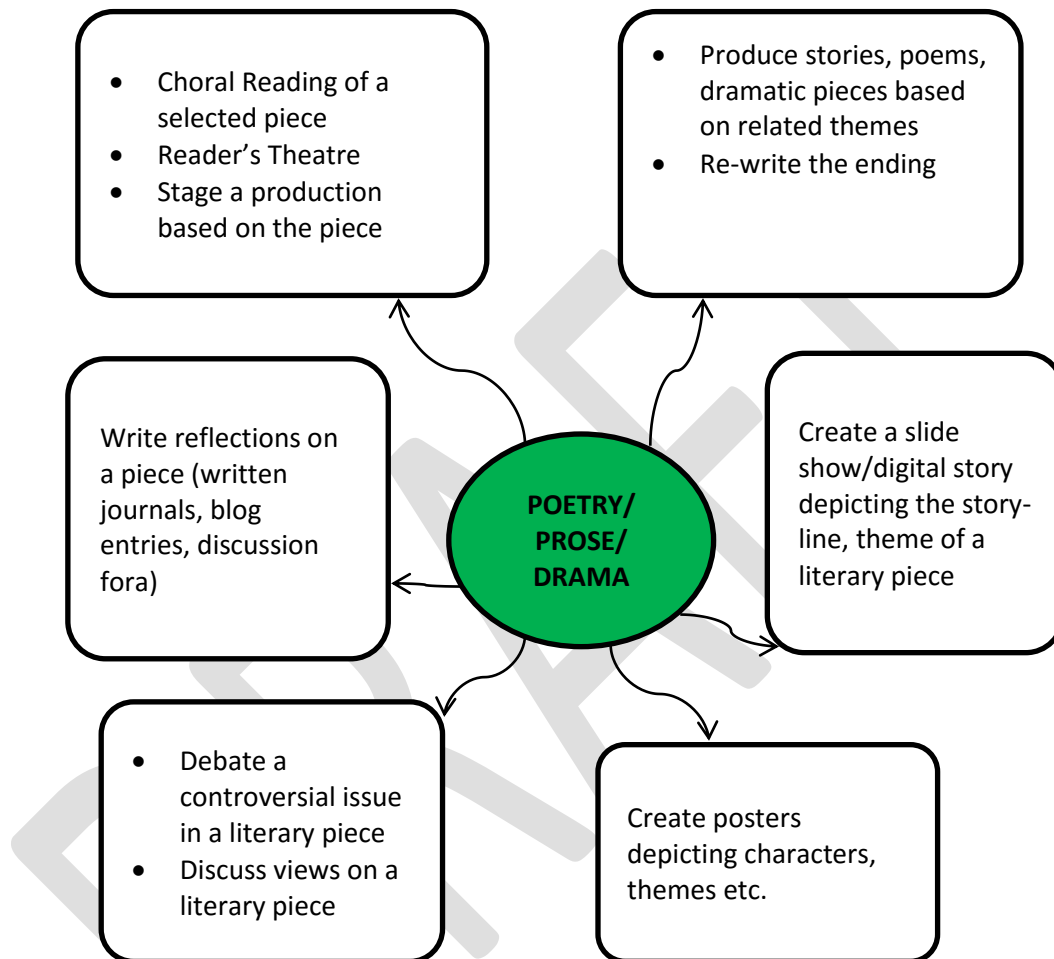 • Choral Reading of a
selected piece
• Reader’s Theatre
• Stage a production
based on the piece
• Produce stories, poems,
dramatic pieces based
on related themes
• Re-write the ending
Write reflections on
a piece (written
journals, blog
entries, discussion
fora)
POETRY/
PROSE/
DRAMA
Create a slide
show/digital story
depicting the story-
line, theme of a
literary piece
• Debate a
controversial issue
in a literary piece
• Discuss views on a
literary piece
Create posters
depicting characters,
themes etc.
DRAFT